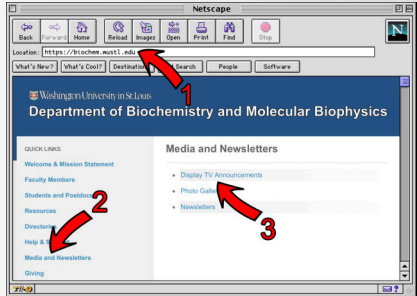 Netscape
Back Forward Home Reload Images Open Print Find Stop
N
Location: https://biochem.wustl.edu
What's New? What's Cool? Destination Search People Software
1
Washington University in St. Louis
Department of Biochemistry and Molecular Biophysics
QUICK LINKS
Welcome & Mission Statement
Faculty Members
Students and Postdocs
Resources
Directories
Help &
Media and Newsletters
Giving
2
Media and Newsletters
Display TV Announcements
Photo
Newsletters
3